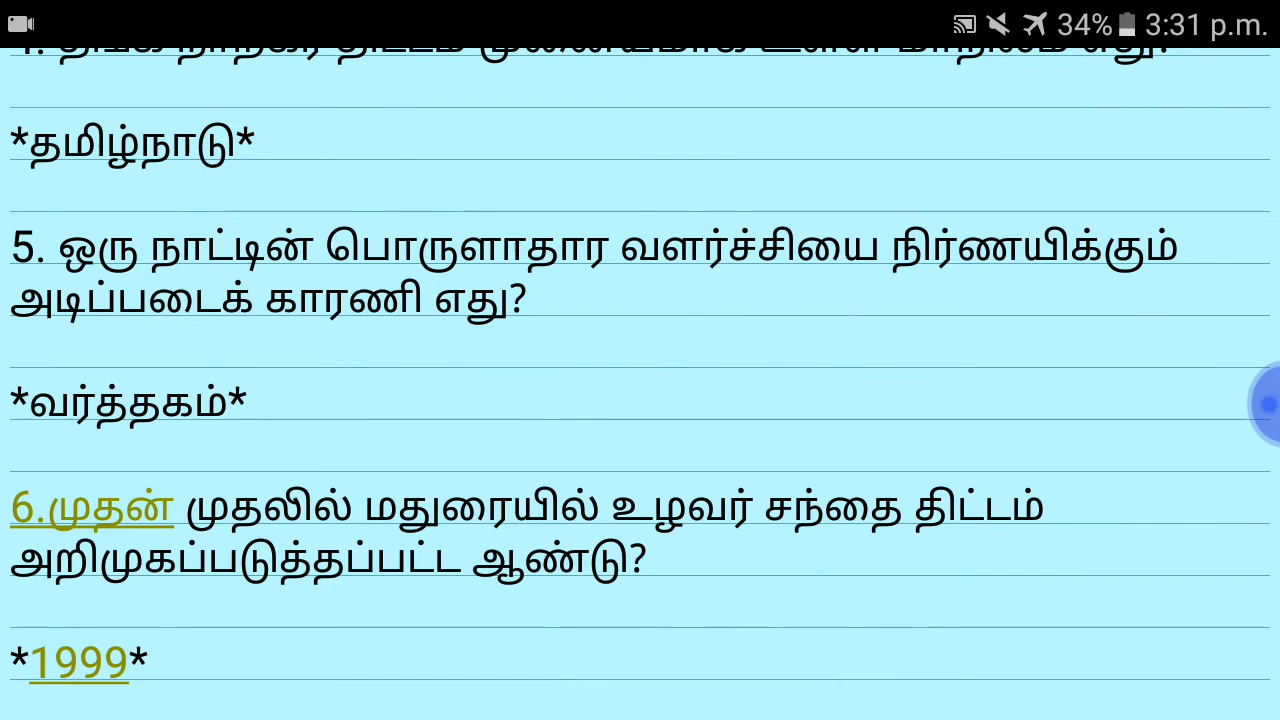 34% 3:31 p.m.
*தமிழ்நாடு*
5. ஒரு நாட்டின் பொருளாதார வளர்ச்சியை நிர்ணயிக்கும்
அடிப்படைக் காரணி எது?
*வர்த்தகம்*
6.முதன் முதலில் மதுரையில் உழவர் சந்தை திட்டம்
அறிமுகப்படுத்தப்பட்ட ஆண்டு?
*1999*